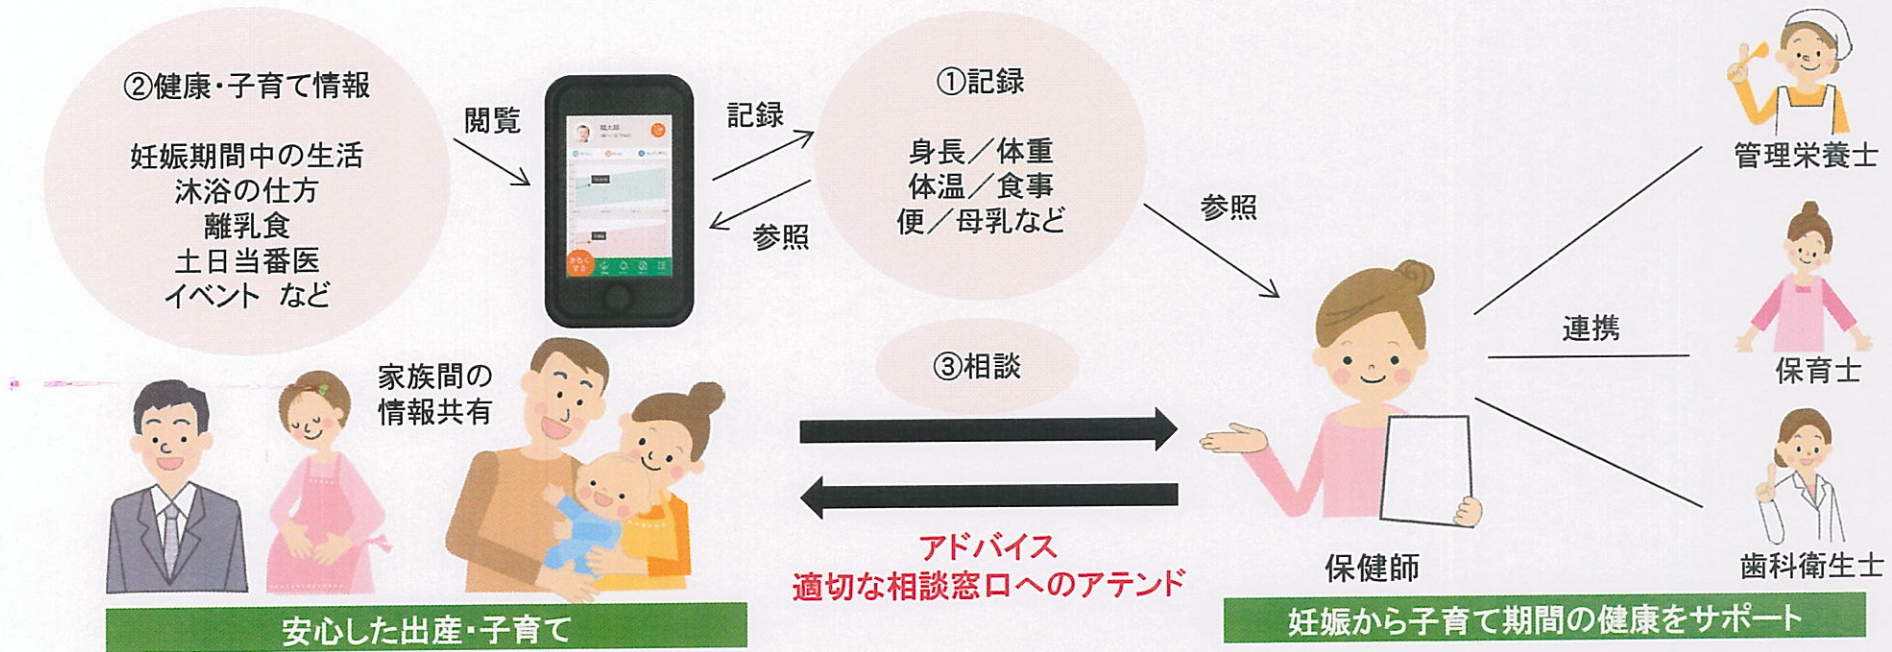 ②健康・子育て情報
妊娠期間中の生活
沐浴の仕方
離乳食
土日当番医
イベント など
閲覧
記録
参照
①記録
身長／体重
体温／食事
便／母乳など
参照
家族間の
情報共有
③相談
アドバイス
適切な相談窓口へのアテンド
保健師
連携
管理栄養士
保育士
歯科衛生士
安心した出産・子育て
妊娠から子育て期間の健康をサポート